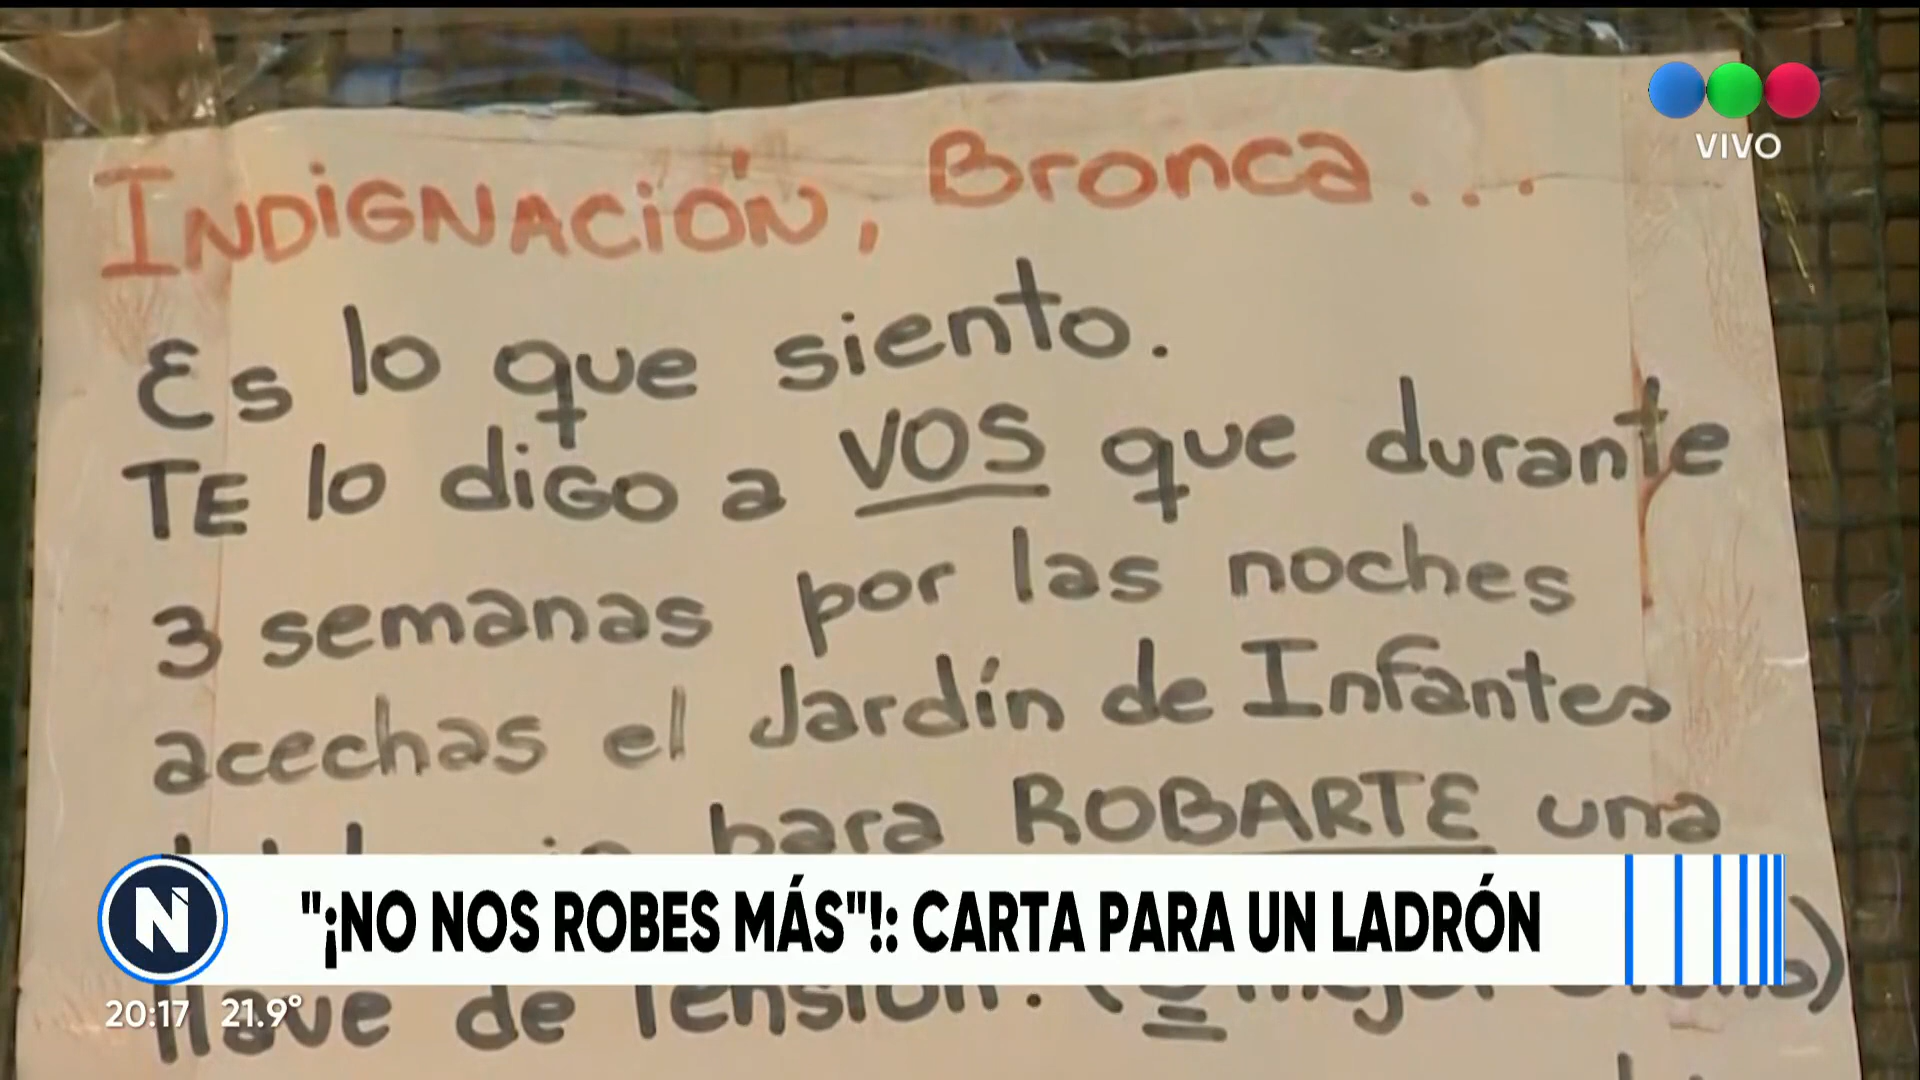 VIVO
INDIGNACIÓN, Bronca...
Es lo que siento.
TE lo diGo a VOS que durante
3 semanas por las noches
acechas el Jardín de Infantes
para ROBARTE una
"¡NO NOS ROBES MÁS"!: CARTA PARA UN LADRÓN
llave de Tensión. (o mejor
20:17 21.9°